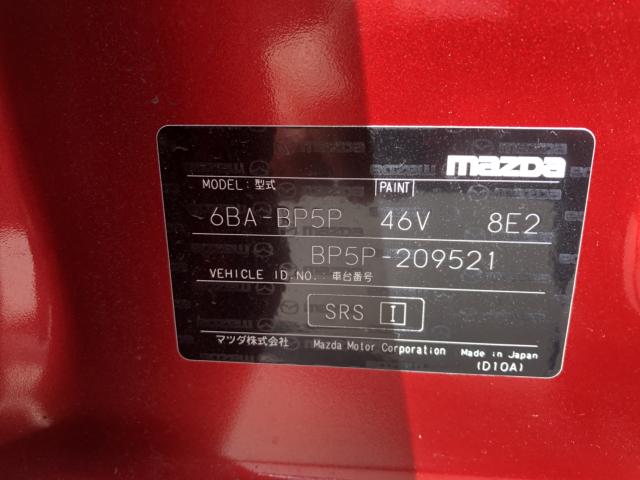 mazda
MODEL:型式 PAINT
6BA-BP5P 46V 8E2
BP5P-209521
VEHICLE ID.NO.:車台番号
SRS I
マツダ株式会社 Mazda Motor Corporation Made in Japan
(D10A)